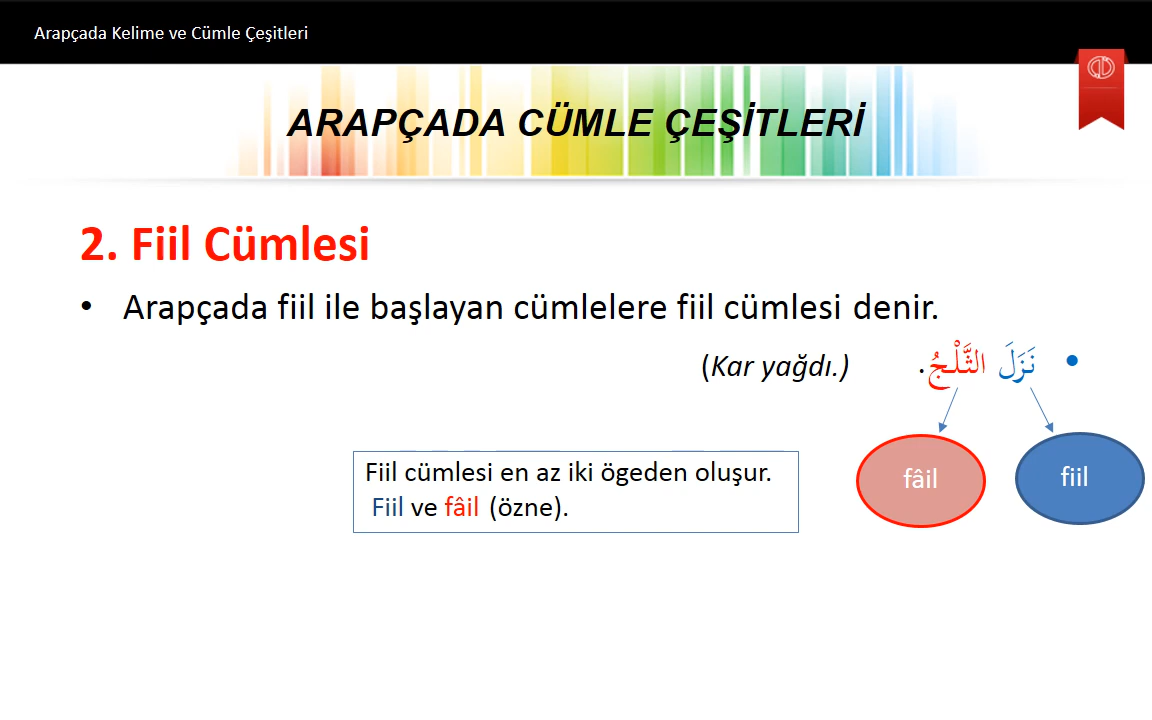 Arapçada Kelime ve Cümle Çeşitleri
ARAPÇADA CÜMLE ÇEŞİTLERİ
2. Fiil Cümlesi
• Arapçada fiil ile başlayan cümlelere fiil cümlesi denir.
• نَزَلَ الثَّلْجُ. (Kar yağdı.)
fâil fiil
Fiil cümlesi en az iki ögeden oluşur.
Fiil ve fâil (özne).